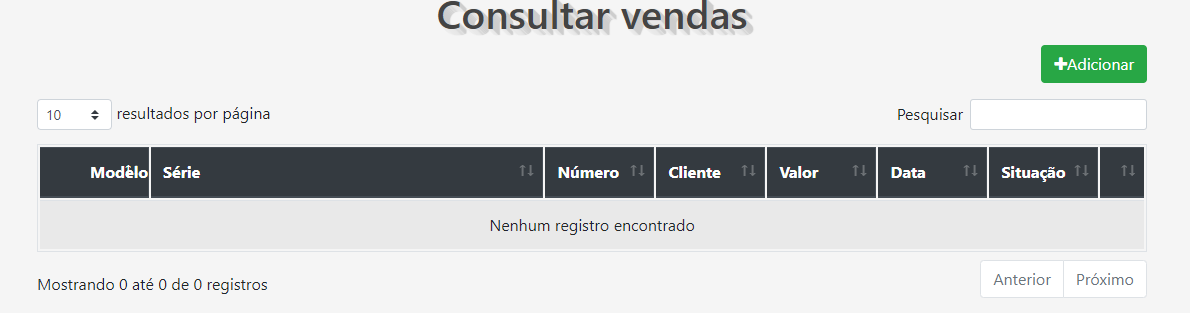 Consultar vendas
Adicionar
10 resultados por página Pesquisar
Modelo Série Número Cliente Valor Data Situação
Nenhum registro encontrado
Mostrando 0 até 0 de 0 registros Anterior Próximo